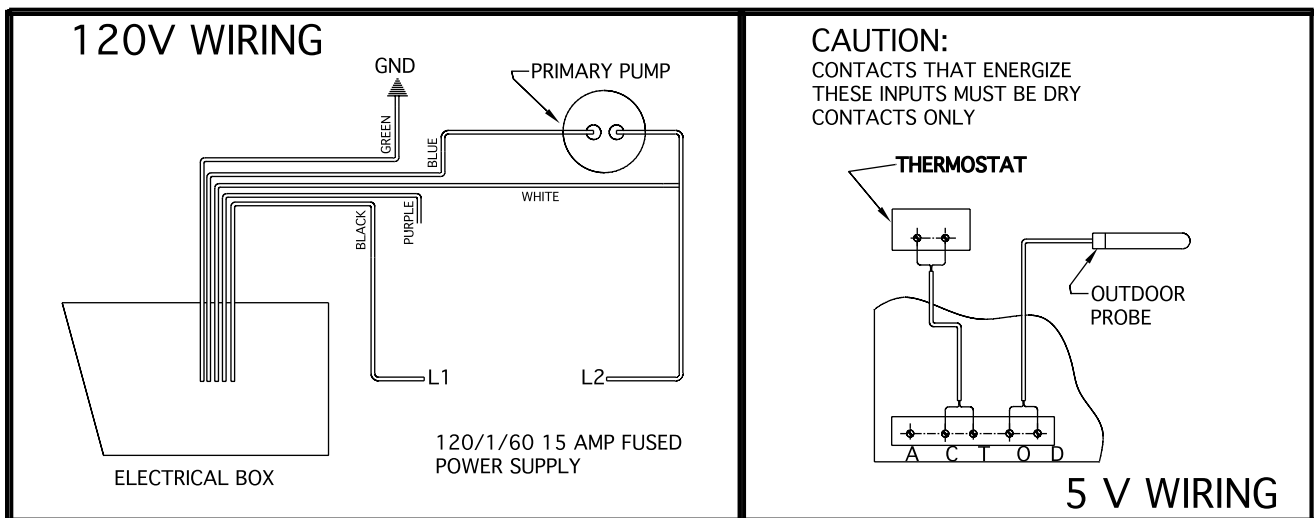 120V WIRING
GND
PRIMARY PUMP
GREEN
BLUE
WHITE
BLACK
PURPLE
L1
L2
120/1/60 15 AMP FUSED
POWER SUPPLY
ELECTRICAL BOX
CAUTION:
CONTACTS THAT ENERGIZE
THESE INPUTS MUST BE DRY
CONTACTS ONLY
THERMOSTAT
OUTDOOR
PROBE
A C T O D
5 V WIRING